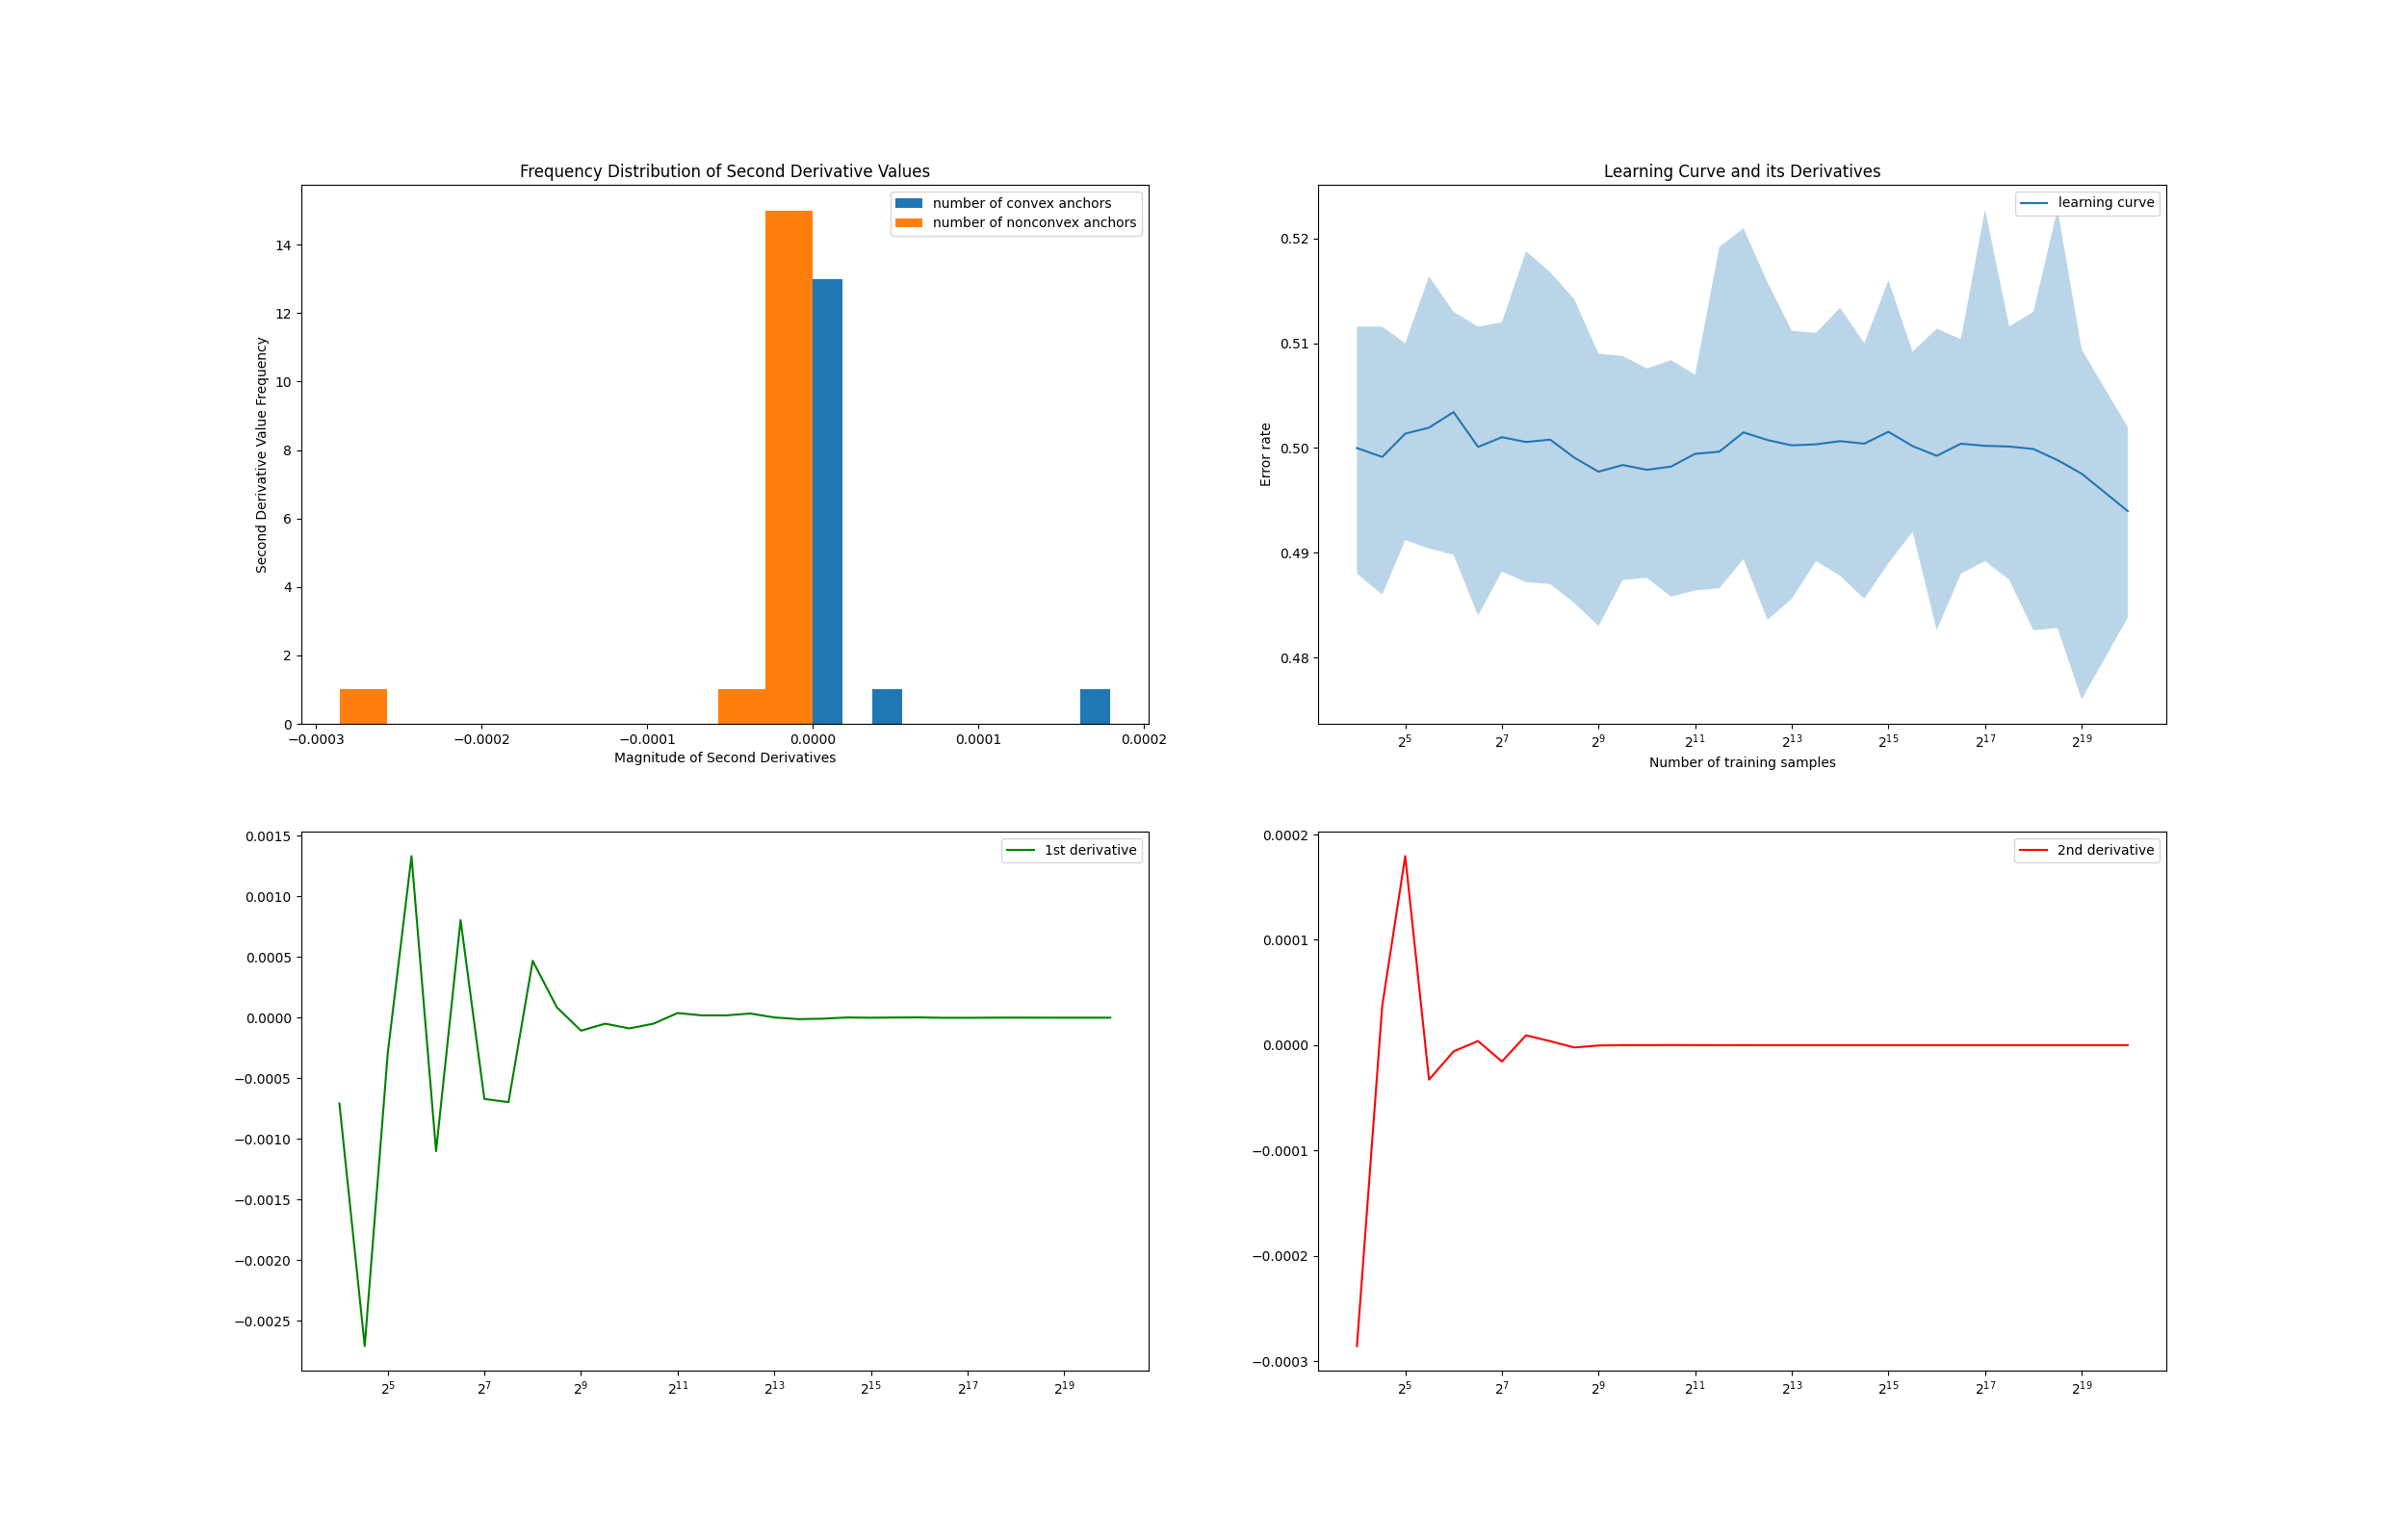 Frequency Distribution of Second Derivative Values
number of convex anchors
number of nonconvex anchors
Second Derivative Value Frequency
14
12
10
8
6
4
2
0
−0.0003 −0.0002 −0.0001 0.0000 0.0001 0.0002
Magnitude of Second Derivatives
Learning Curve and its Derivatives
learning curve
Error rate
0.52
0.51
0.50
0.49
0.48
2^5 2^7 2^9 2^11 2^13 2^15 2^17 2^19
Number of training samples
1st derivative
0.0015
0.0010
0.0005
0.0000
−0.0005
−0.0010
−0.0015
−0.0020
−0.0025
2^5 2^7 2^9 2^11 2^13 2^15 2^17 2^19
2nd derivative
0.0002
0.0001
0.0000
−0.0001
−0.0002
−0.0003
2^5 2^7 2^9 2^11 2^13 2^15 2^17 2^19